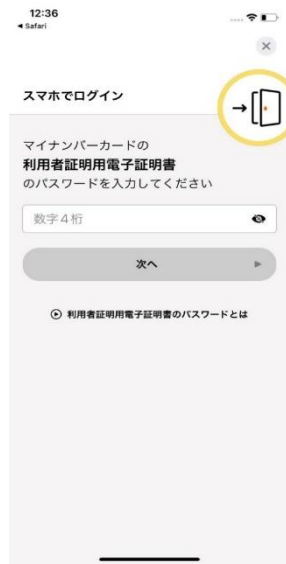 12:36
◀ Safari
スマホでログイン
マイナンバーカードの
利用者証明用電子証明書
のパスワードを入力してください
数字4桁
次へ
利用者証明用電子証明書のパスワードとは